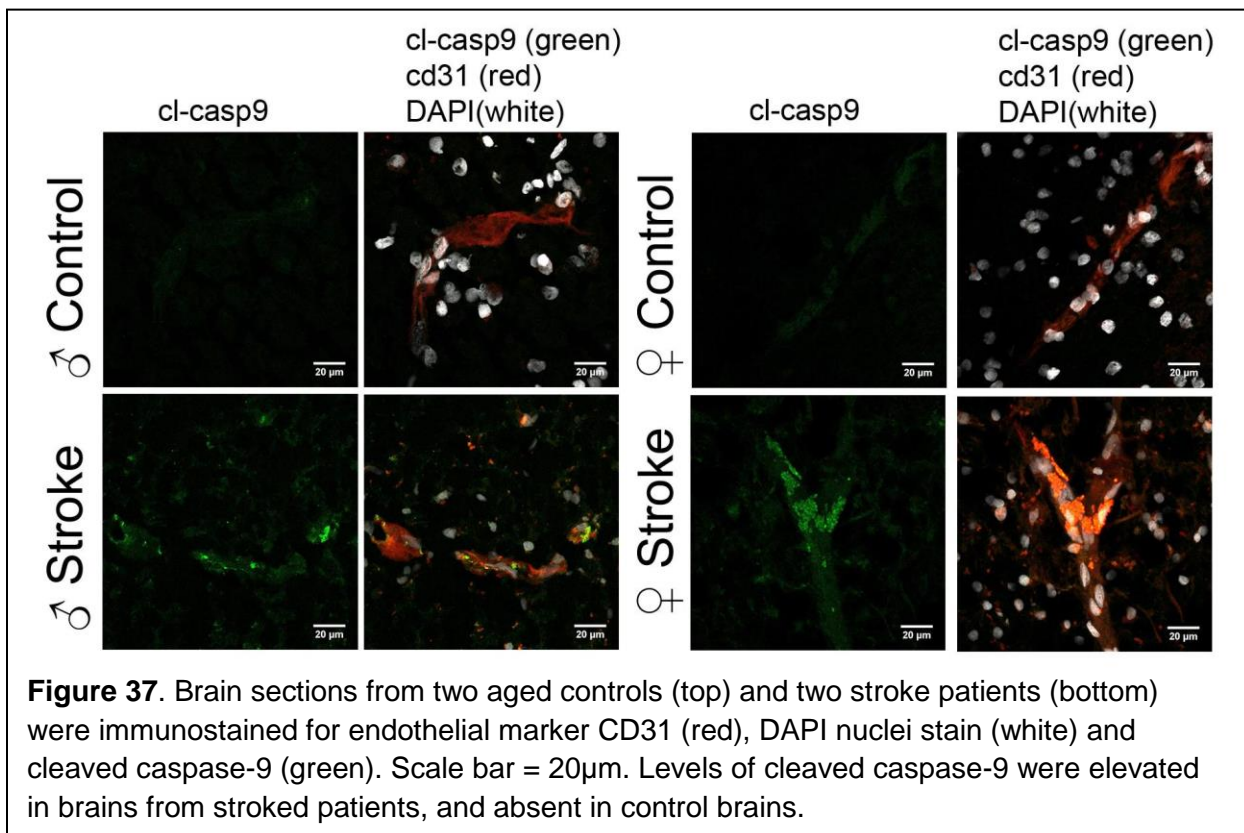 cl-casp9
cl-casp9 (green)
cd31 (red)
DAPI(white)
cl-casp9
cl-casp9 (green)
cd31 (red)
DAPI(white)
♂ Control
20 µm
20 µm
♀ Control
20 µm
20 µm
♂ Stroke
20 µm
20 µm
♀ Stroke
20 µm
20 µm
Figure 37. Brain sections from two aged controls (top) and two stroke patients (bottom)
were immunostained for endothelial marker CD31 (red), DAPI nuclei stain (white) and
cleaved caspase-9 (green). Scale bar = 20µm. Levels of cleaved caspase-9 were elevated
in brains from stroked patients, and absent in control brains.